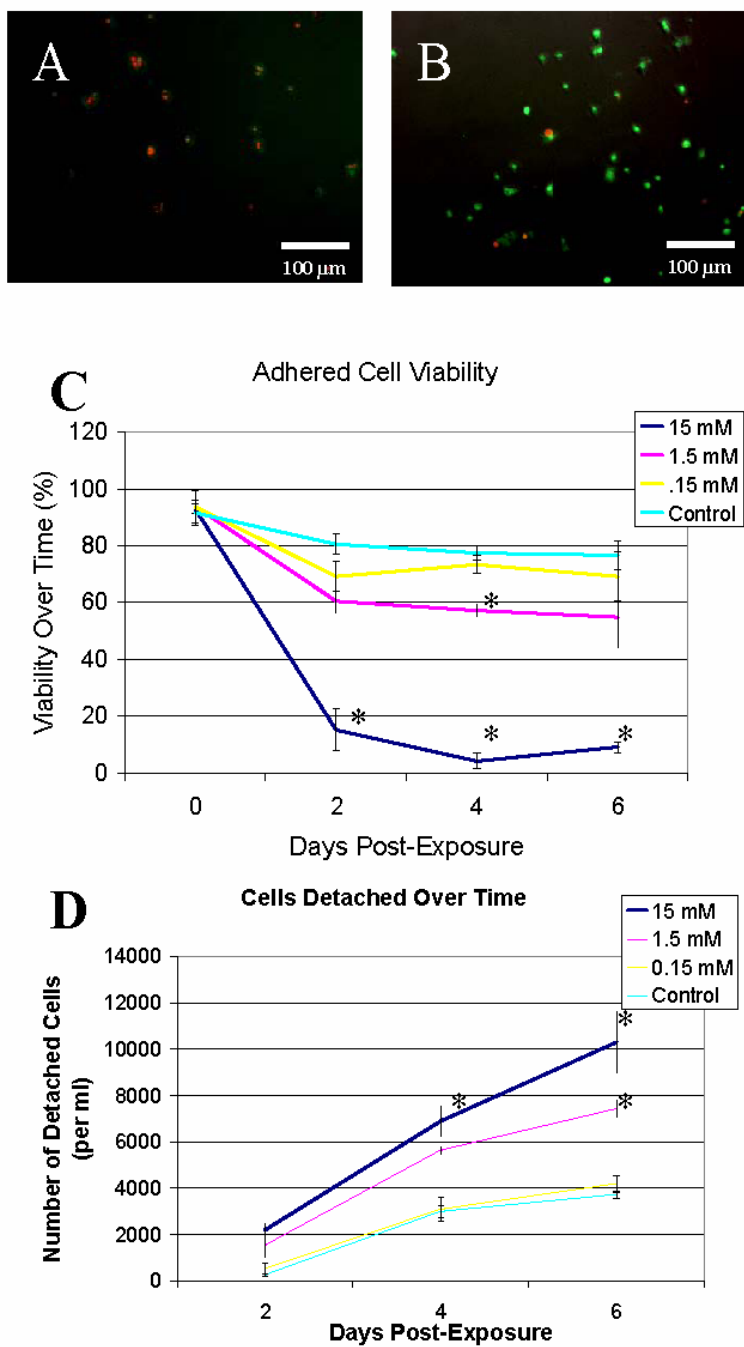 A
B
100 µm
100 µm
C
Adhered Cell Viability
15 mM
1.5 mM
.15 mM
Control
Viability Over Time (%)
120
100
80
60
40
20
0
0 2 4 6
*
*
*
*
Days Post-Exposure
D
Cells Detached Over Time
15 mM
1.5 mM
0.15 mM
Control
Number of Detached Cells
(per ml)
14000
12000
10000
8000
6000
4000
2000
0
*
*
*
2 4 6
Days Post-Exposure